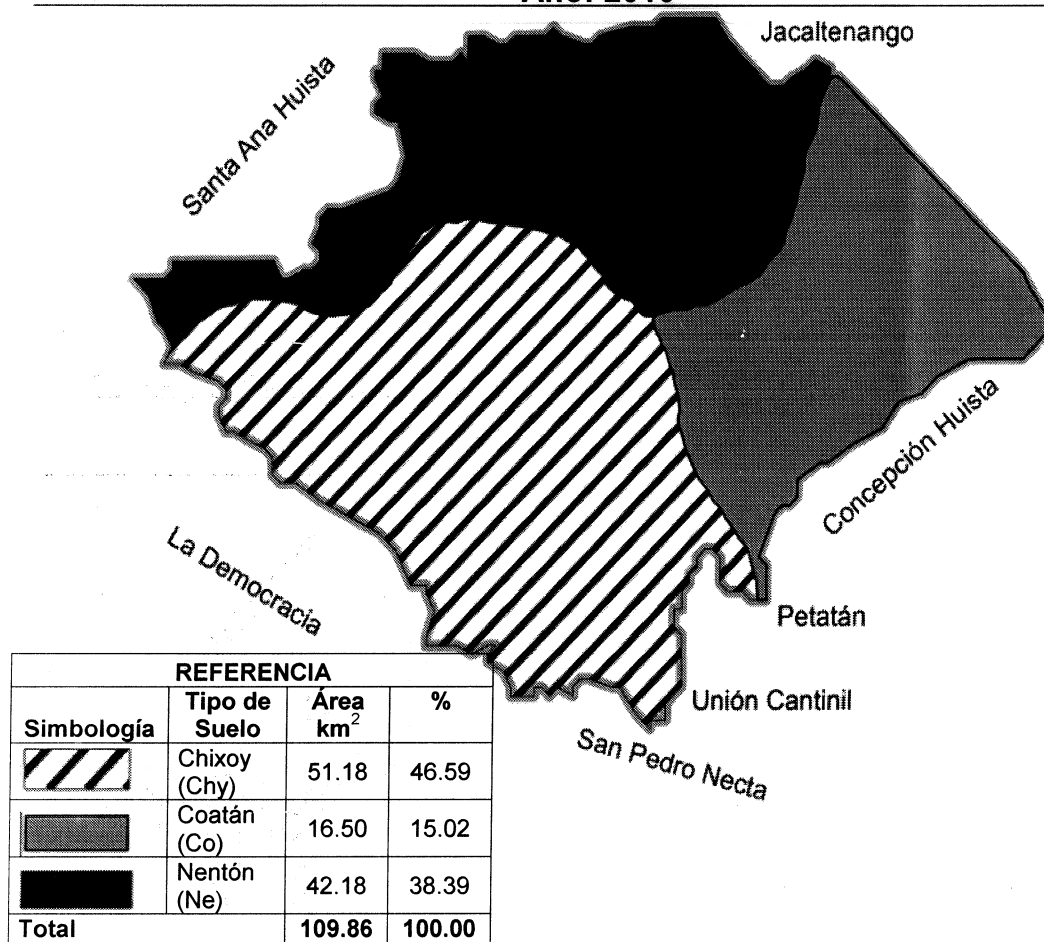 Jacaltenango
Santa Ana Huista
Concepción Huista
La Democracia
Petatán
Unión Cantinil
San Pedro Necta
REFERENCIA
Simbología Tipo de Suelo Área km² %
Chixoy (Chy) 51.18 46.59
Coatán (Co) 16.50 15.02
Nentón (Ne) 42.18 38.39
Total 109.86 100.00